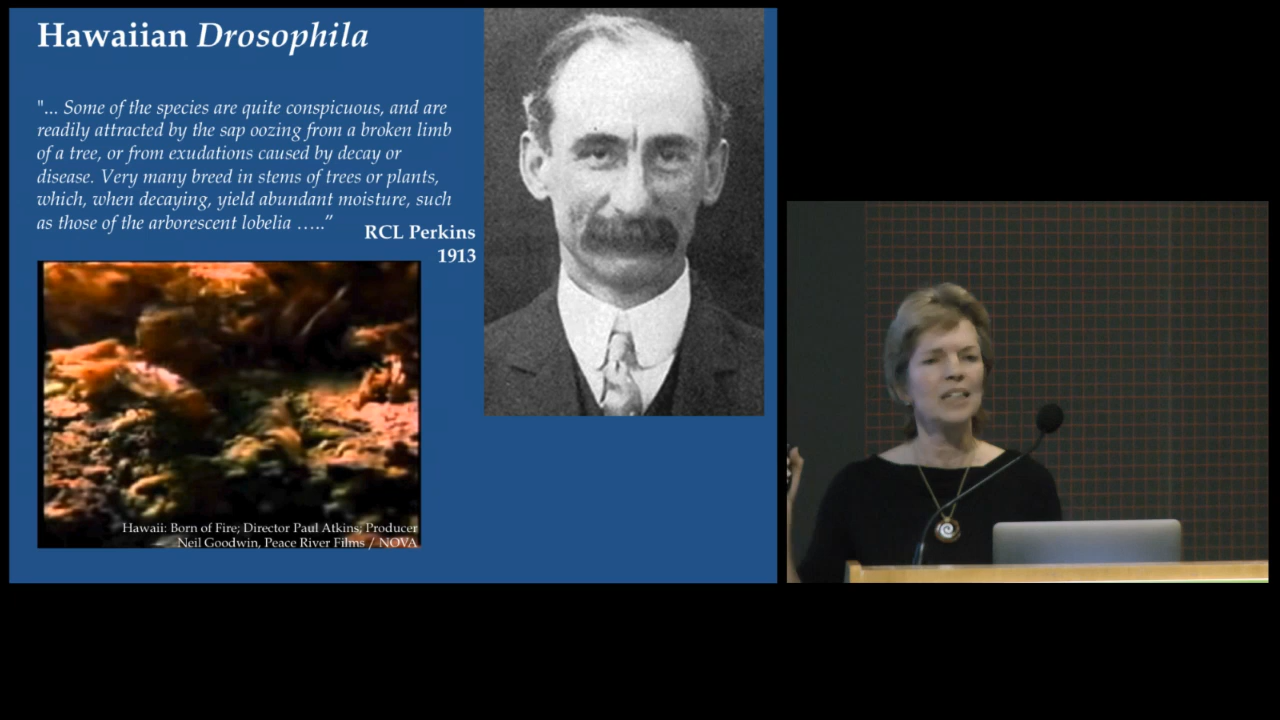 Hawaiian Drosophila
"... Some of the species are quite conspicuous, and are
readily attracted by the sap oozing from a broken limb
of a tree, or from exudations caused by decay or
disease. Very many breed in stems of trees or plants,
which, when decaying, yield abundant moisture, such
as those of the arborescent lobelia …..”
RCL Perkins
1913
Hawaii: Born of Fire; Director Paul Atkins; Producer
Neil Goodwin, Peace River Films / NOVA